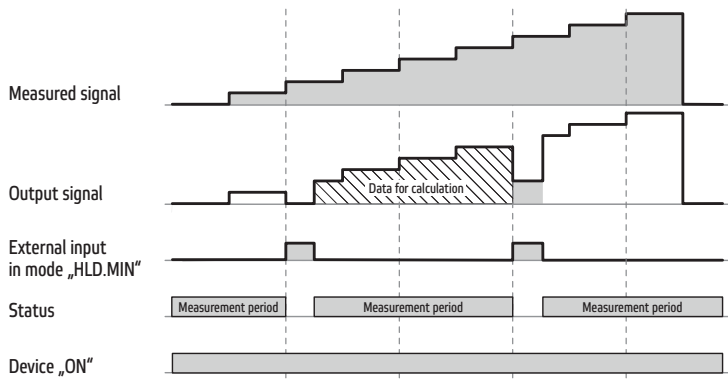 Measured signal
Output signal
Data for calculation
External input
in mode „HLD.MIN“
Status
Measurement period
Measurement period
Measurement period
Device „ON“